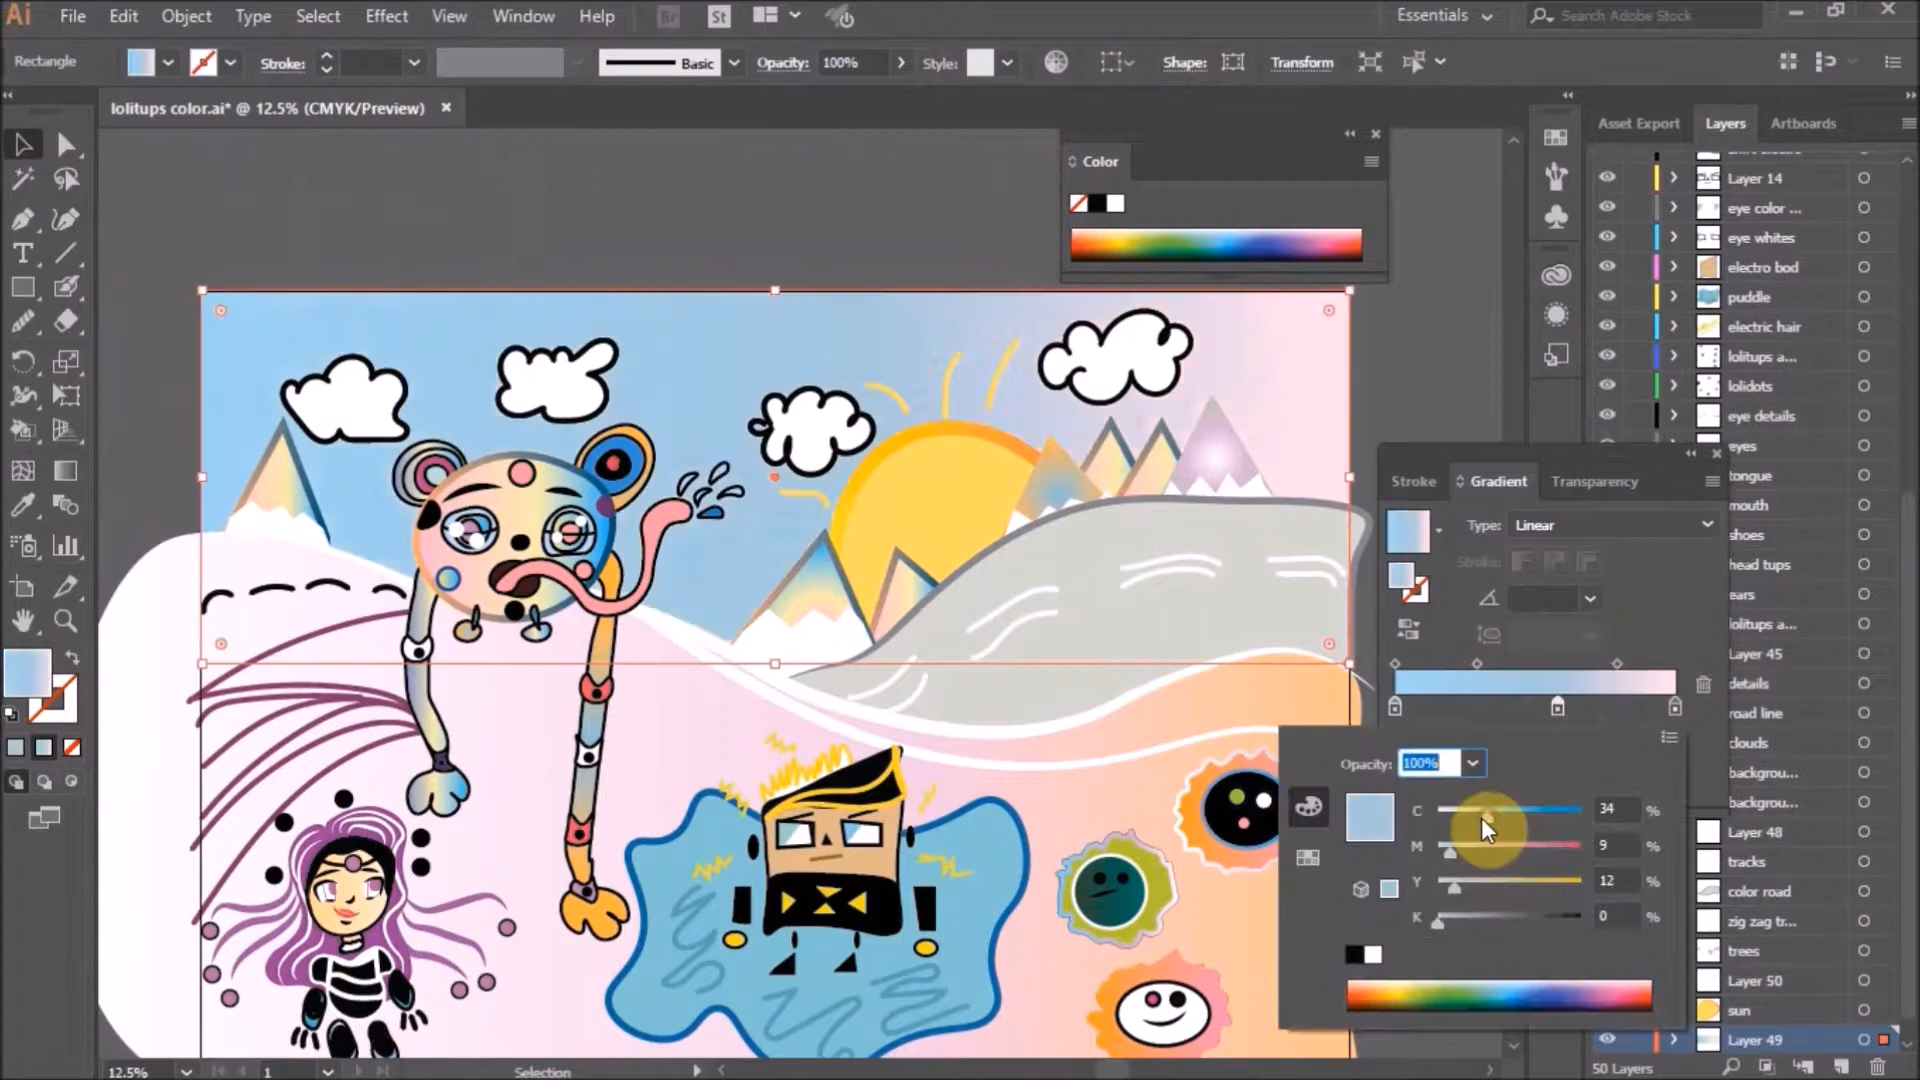 Ai File Edit Object Type Select Effect View Window Help Br St Essentials Search Adobe Stock
Rectangle Stroke: Basic Opacity: 100% Style: Shape: Transform
lolitups color.ai* @ 12.5% (CMYK/Preview)
Color
Asset Export Layers Artboards
Layer 14
eye color ...
eye whites
electro bod
puddle
electric hair
lolitups a...
lolidots
eye details
eyes
tongue
mouth
shoes
head tups
ears
lolitups a...
Layer 45
details
road line
clouds
backgrou...
backgrou...
Layer 48
tracks
color road
zig zag tr...
trees
Layer 50
sun
Layer 49
50 Layers
Stroke Gradient Transparency
Type: Linear
Stroke:
Opacity: 100%
C 34 %
M 9 %
Y 12 %
K 0 %
12.5% 1 Selection